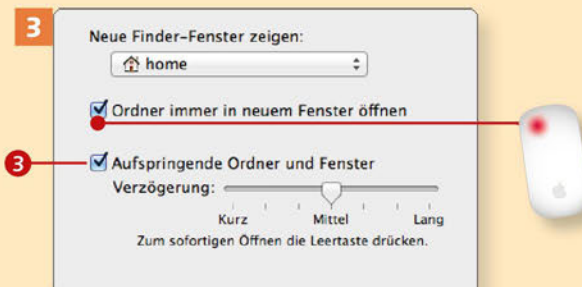 3
Neue Finder-Fenster zeigen:
home
Ordner immer in neuem Fenster öffnen
3
Aufspringende Ordner und Fenster
Verzögerung:
Kurz Mittel Lang
Zum sofortigen Öffnen die Leertaste drücken.